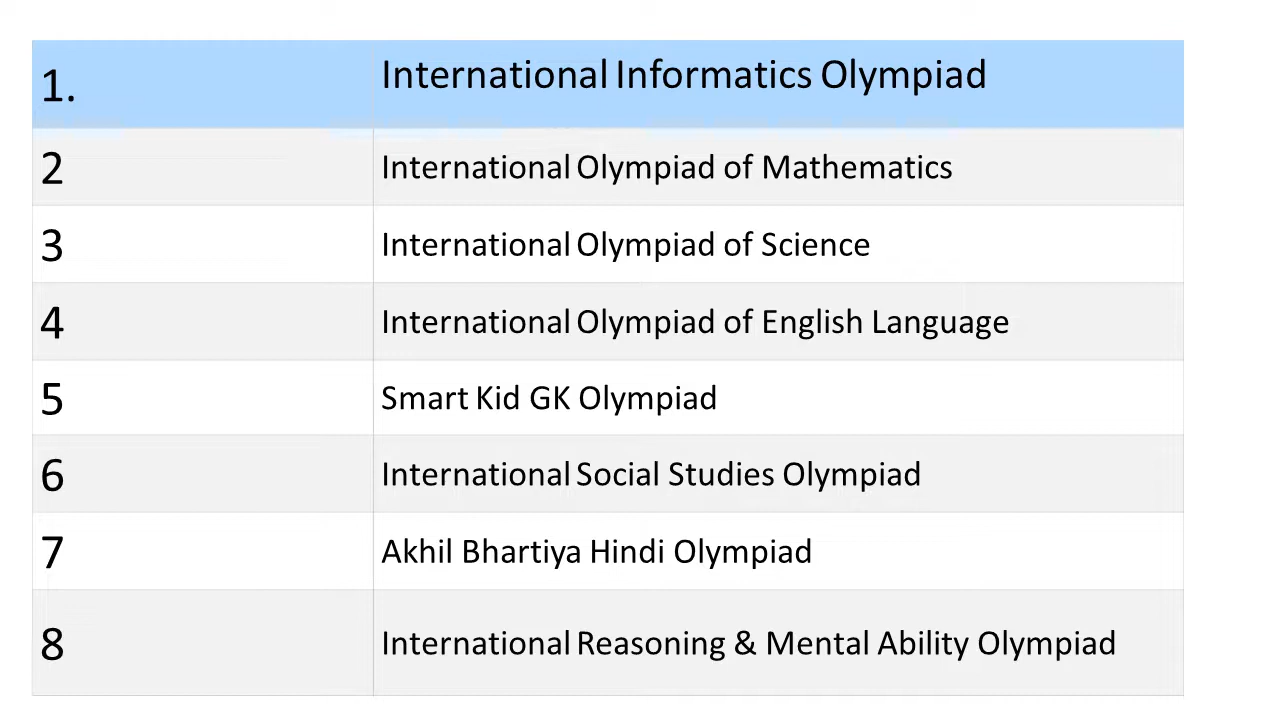 1. International Informatics Olympiad
2 International Olympiad of Mathematics
3 International Olympiad of Science
4 International Olympiad of English Language
5 Smart Kid GK Olympiad
6 International Social Studies Olympiad
7 Akhil Bhartiya Hindi Olympiad
8 International Reasoning & Mental Ability Olympiad